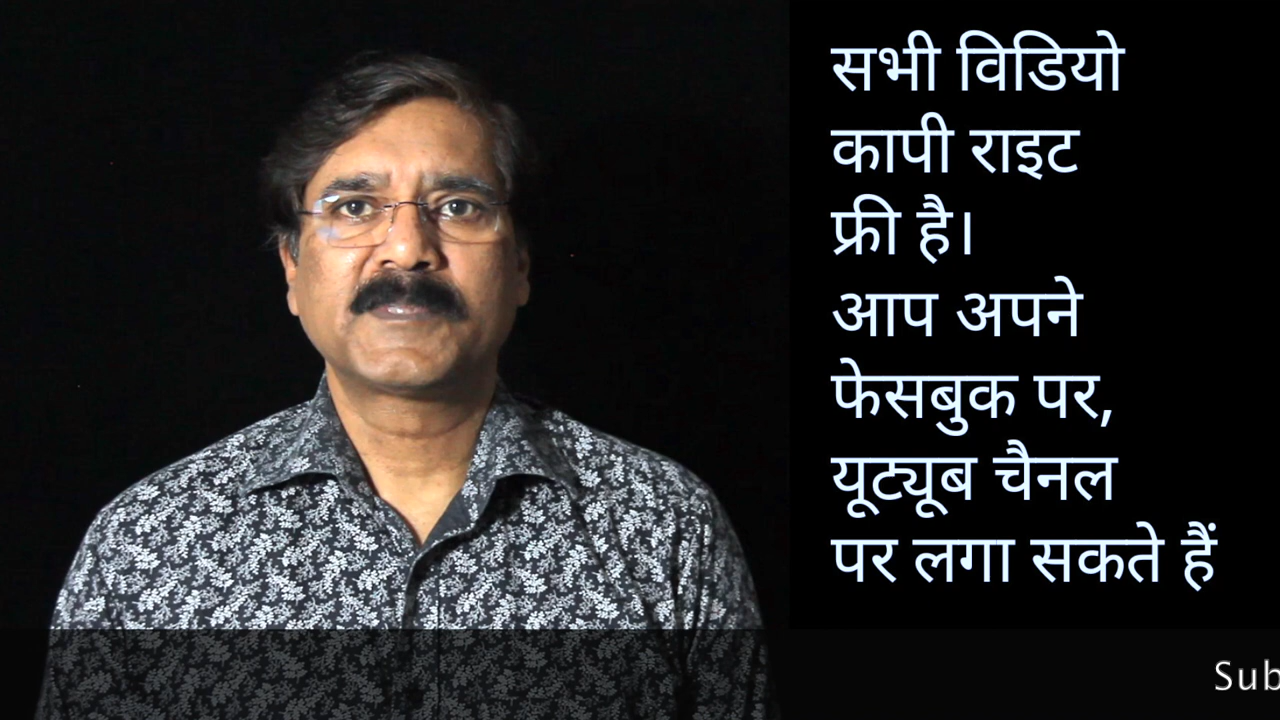 सभी विडियो
कापी राइट
फ्री है।
आप अपने
फेसबुक पर,
यूट्यूब चैनल
पर लगा सकते हैं
Sub